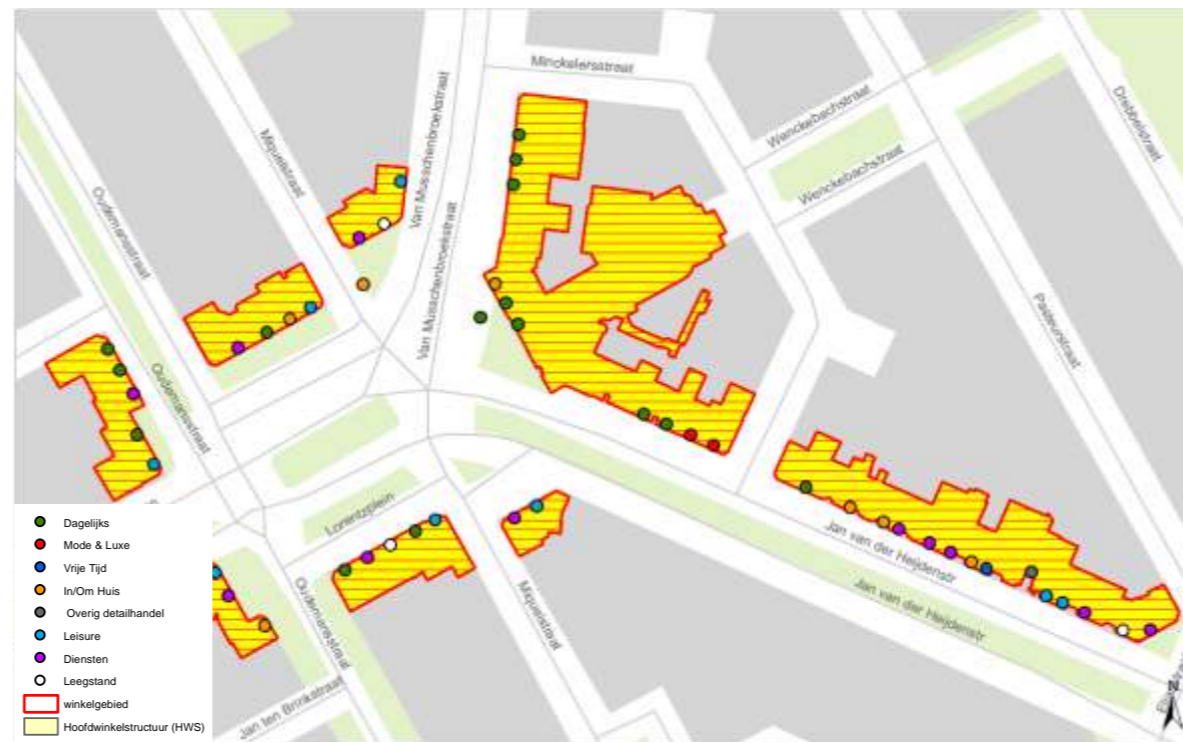 Minckelersstraat
Wenckebachstraat
Drebbelstraat
Miquelstraat
Van Musschenbroekstraat
Oudemansstraat
Wenckebachstraat
Van Musschenbroekstraat
Pasteurstraat
Oudemansstraat
Lorentzplein
Jan van der Heijdenstr
Jan van der Heijdenstr
Miquelstraat
Oudemansstraat
Jan ten Brinkstraat
N
Dagelijks
Mode & Luxe
Vrije Tijd
In/Om Huis
Overig detailhandel
Leisure
Diensten
Leegstand
winkelgebied
Hoofdwinkelstructuur (HWS)